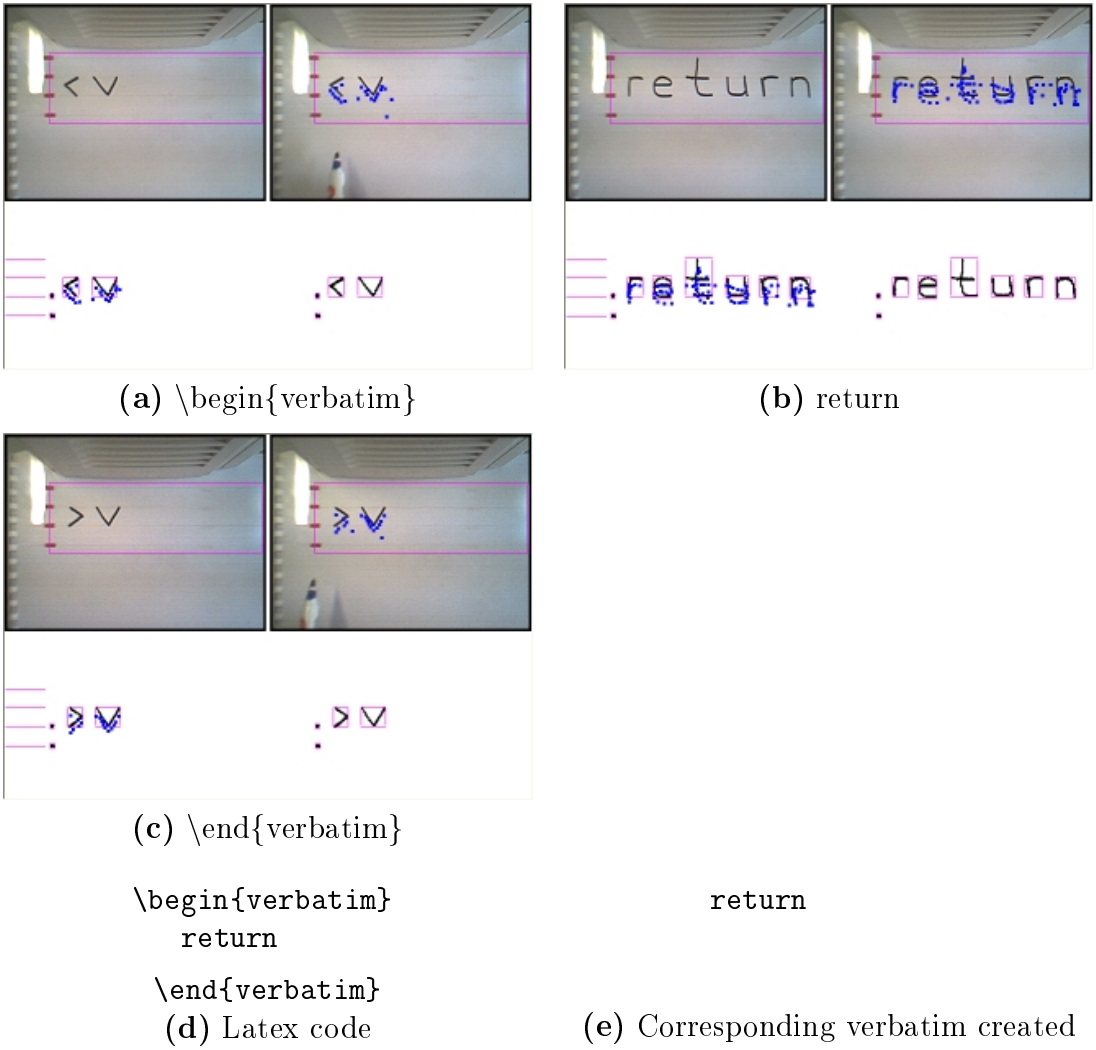 < v
< v
return
return
< v
< v
return
return
(a) \begin{verbatim}
(b) return
> v
> v
> v
> v
(c) \end{verbatim}
\begin{verbatim}
return
\end{verbatim}
(d) Latex code
return
(e) Corresponding verbatim created